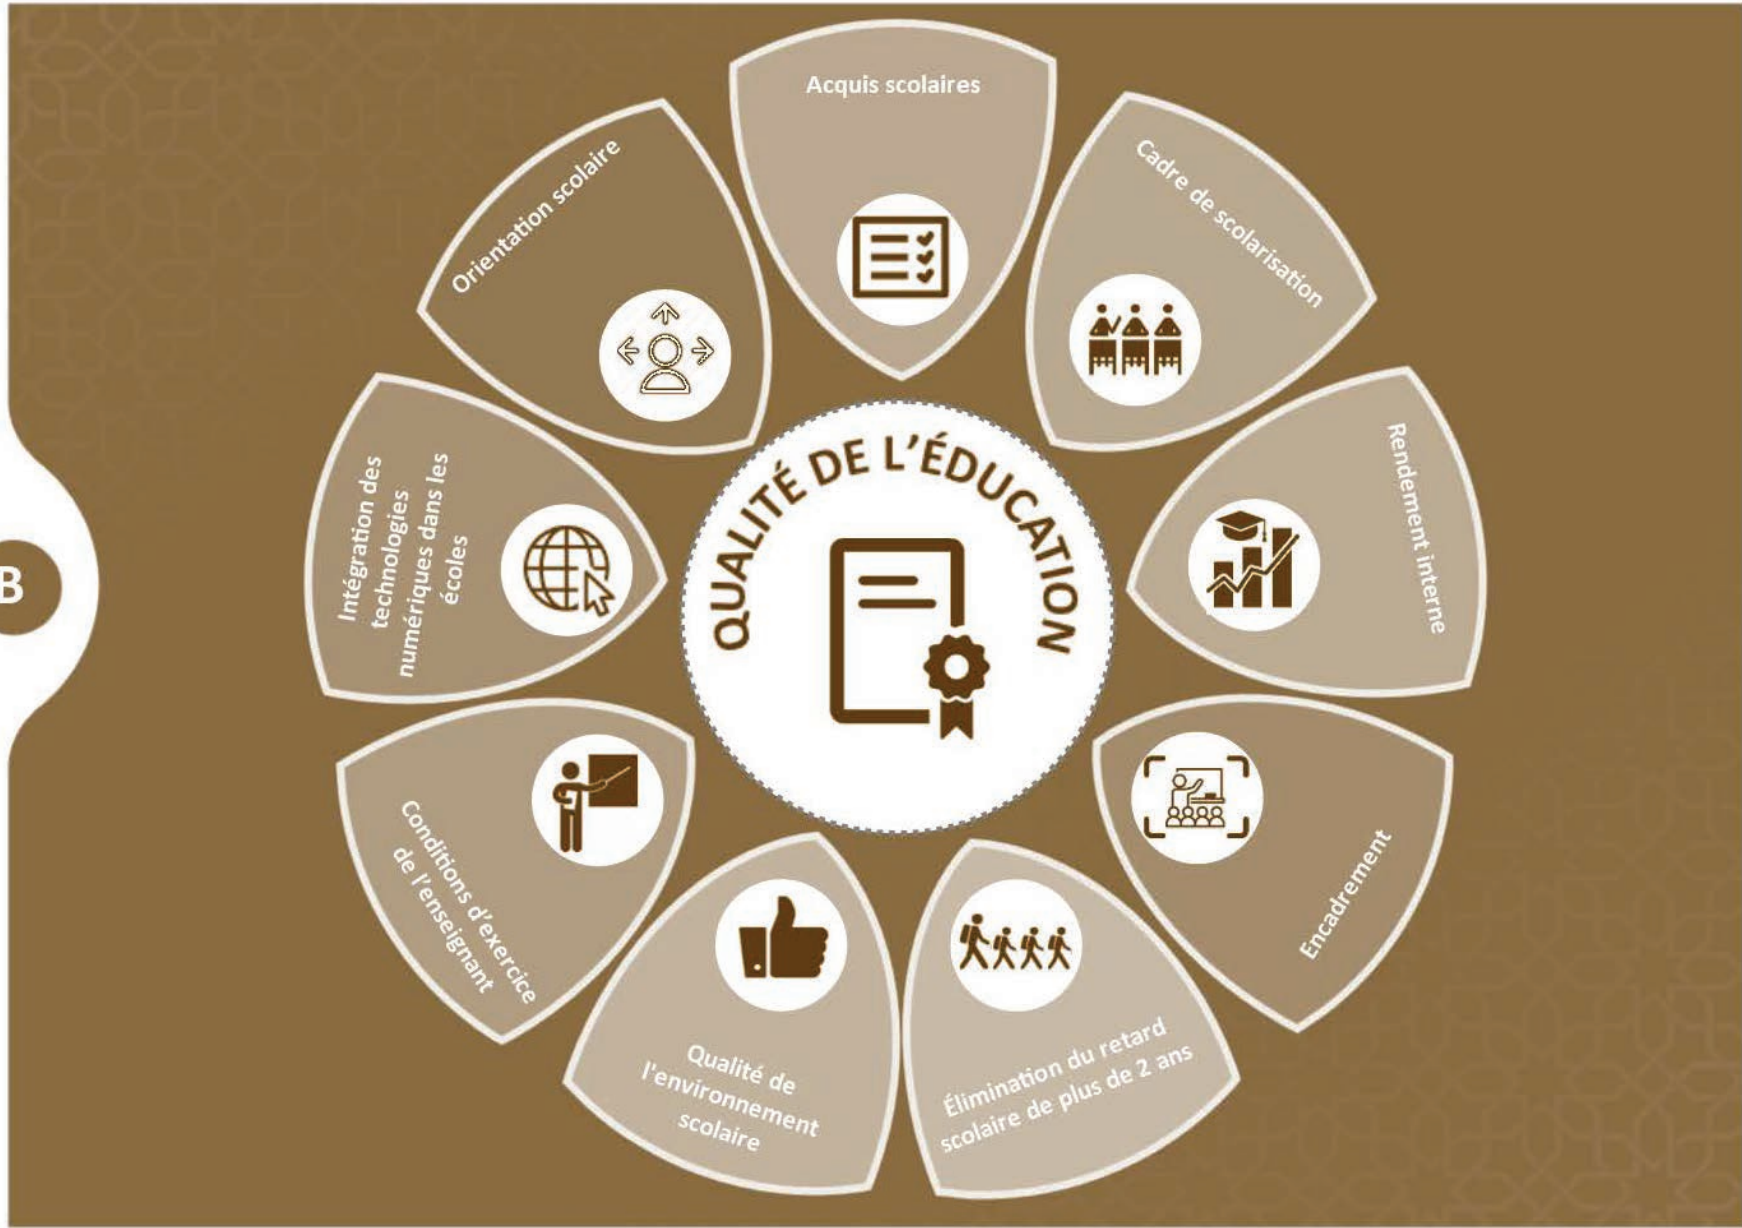 Acquis scolaires
Cadre de scolarisation
Rendement interne
Encadrement
Élimination du retard
scolaire de plus de 2 ans
Qualité de
l'environnement
scolaire
Conditions d'exercice
de l'enseignant
Intégration des
technologies
numériques dans les
écoles
Orientation scolaire
QUALITÉ DE L'ÉDUCATION
B